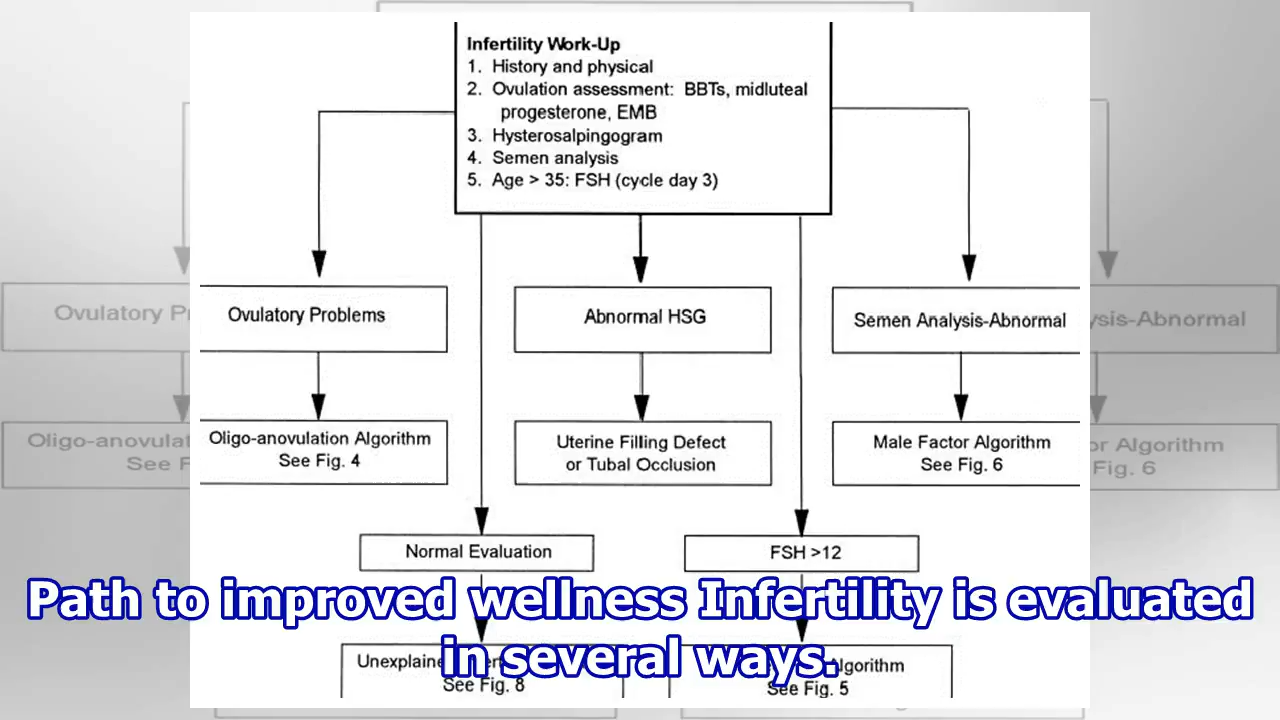 Infertility Work-Up
1. History and physical
2. Ovulation assessment: BBTs, midluteal
progesterone, EMB
3. Hysterosalpingogram
4. Semen analysis
5. Age > 35: FSH (cycle day 3)
Ovulatory Problems
Abnormal HSG
Semen Analysis-Abnormal
Oligo-anovulation Algorithm
See Fig. 4
Uterine Filling Defect
or Tubal Occlusion
Male Factor Algorithm
See Fig. 6
Normal Evaluation
FSH >12
Path to improved wellness Infertility is evaluated
in several ways.
See Fig. 8
Algorithm
See Fig. 5